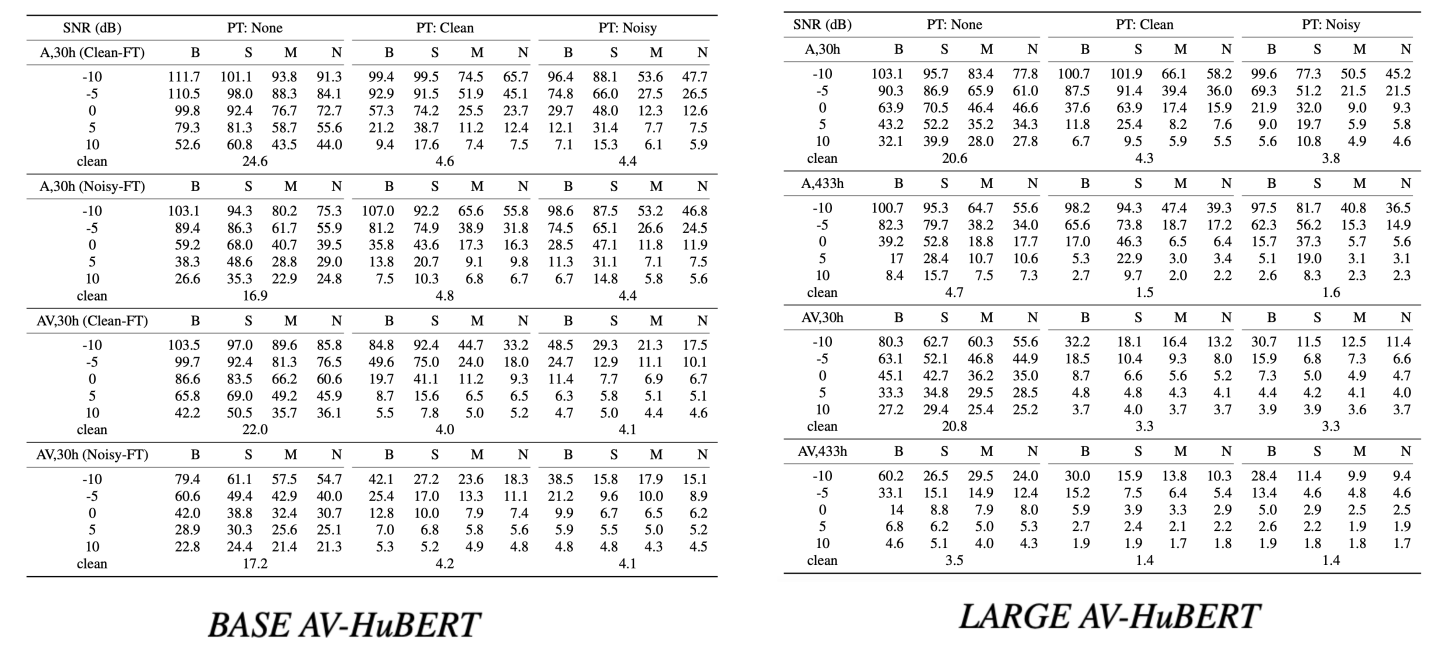 SNR (dB) PT: None PT: Clean PT: Noisy
A,30h (Clean-FT) B S M N B S M N B S M N
-10 111.7 101.1 93.8 91.3 99.4 99.5 74.5 65.7 96.4 88.1 53.6 47.7
-5 110.5 98.0 88.3 84.1 92.9 91.5 51.9 45.1 74.8 66.0 27.5 26.5
0 99.8 92.4 76.7 72.7 57.3 74.2 25.5 23.7 29.7 48.0 12.3 12.6
5 79.3 81.3 58.7 55.6 21.2 38.7 11.2 12.4 12.1 31.4 7.7 7.5
10 52.6 60.8 43.5 44.0 9.4 17.6 7.4 7.5 7.1 15.3 6.1 5.9
clean 24.6 4.6 4.4
A,30h (Noisy-FT) B S M N B S M N B S M N
-10 103.1 94.3 80.2 75.3 107.0 92.2 65.6 55.8 98.6 87.5 53.2 46.8
-5 89.4 86.3 61.7 55.9 81.2 74.9 38.9 31.8 74.5 65.1 26.6 24.5
0 59.2 68.0 40.7 39.5 35.8 43.6 17.3 16.3 28.5 47.1 11.8 11.9
5 38.3 48.6 28.8 29.0 13.8 20.7 9.1 9.8 11.3 31.1 7.1 7.5
10 26.6 35.3 22.9 24.8 7.5 10.3 6.8 6.7 6.7 14.8 5.8 5.6
clean 16.9 4.8 4.4
AV,30h (Clean-FT) B S M N B S M N B S M N
-10 103.5 97.0 89.6 85.8 84.8 92.4 44.7 33.2 48.5 29.3 21.3 17.5
-5 99.7 92.4 81.3 76.5 49.6 75.0 24.0 18.0 24.7 12.9 11.1 10.1
0 86.6 83.5 66.2 60.6 19.7 41.1 11.2 9.3 11.4 7.7 6.9 6.7
5 65.8 69.0 49.2 45.9 8.7 15.6 6.5 6.5 6.3 5.8 5.1 5.1
10 42.2 50.5 35.7 36.1 5.5 7.8 5.0 5.2 4.7 5.0 4.4 4.6
clean 22.0 4.0 4.1
AV,30h (Noisy-FT) B S M N B S M N B S M N
-10 79.4 61.1 57.5 54.7 42.1 27.2 23.6 18.3 38.5 15.8 17.9 15.1
-5 60.6 49.4 42.9 40.0 25.4 17.0 13.3 11.1 21.2 9.6 10.0 8.9
0 42.0 38.8 32.4 30.7 12.8 10.0 7.9 7.4 9.9 6.7 6.5 6.2
5 28.9 30.3 25.6 25.1 7.0 6.8 5.8 5.6 5.9 5.5 5.0 5.2
10 22.8 24.4 21.4 21.3 5.3 5.2 4.9 4.8 4.8 4.8 4.3 4.5
clean 17.2 4.2 4.1
BASE AV-HuBERT
SNR (dB) PT: None PT: Clean PT: Noisy
A,30h B S M N B S M N B S M N
-10 103.1 95.7 83.4 77.8 100.7 101.9 66.1 58.2 99.6 77.3 50.5 45.2
-5 90.3 86.9 65.9 61.0 87.5 91.4 39.4 36.0 69.3 51.2 21.5 21.5
0 63.9 70.5 46.4 46.6 37.6 63.9 17.4 15.9 21.9 32.0 9.0 9.3
5 43.2 52.2 35.2 34.3 11.8 25.4 8.2 7.6 9.0 19.7 5.9 5.8
10 32.1 39.9 28.0 27.8 6.7 9.5 5.9 5.5 5.6 10.8 4.9 4.6
clean 20.6 4.3 3.8
A,433h B S M N B S M N B S M N
-10 100.7 95.3 64.7 55.6 98.2 94.3 47.4 39.3 97.5 81.7 40.8 36.5
-5 82.3 79.7 38.2 34.0 65.6 73.8 18.7 17.2 62.3 56.2 15.3 14.9
0 39.2 52.8 18.8 17.7 17.0 46.3 6.5 6.4 15.7 37.3 5.7 5.6
5 17 28.4 10.7 10.6 5.3 22.9 3.0 3.4 5.1 19.0 3.1 3.1
10 8.4 15.7 7.5 7.3 2.7 9.7 2.0 2.2 2.6 8.3 2.3 2.3
clean 4.7 1.5 1.6
AV,30h B S M N B S M N B S M N
-10 80.3 62.7 60.3 55.6 32.2 18.1 16.4 13.2 30.7 11.5 12.5 11.4
-5 63.1 52.1 46.8 44.9 18.5 10.4 9.3 8.0 15.9 6.8 7.3 6.6
0 45.1 42.7 36.2 35.0 8.7 6.6 5.6 5.2 7.3 5.0 4.9 4.7
5 33.3 34.8 29.5 28.5 4.8 4.8 4.3 4.1 4.4 4.2 4.1 4.0
10 27.2 29.4 25.4 25.2 3.7 4.0 3.7 3.7 3.9 3.9 3.6 3.7
clean 20.8 3.3 3.3
AV,433h B S M N B S M N B S M N
-10 60.2 26.5 29.5 24.0 30.0 15.9 13.8 10.3 28.4 11.4 9.9 9.4
-5 33.1 15.1 14.9 12.4 15.2 7.5 6.4 5.4 13.4 4.6 4.8 4.6
0 14 8.8 7.9 8.0 5.9 3.9 3.3 2.9 5.0 2.9 2.5 2.5
5 6.8 6.2 5.0 5.3 2.7 2.4 2.1 2.2 2.6 2.2 1.9 1.9
10 4.6 5.1 4.0 4.3 1.9 1.9 1.7 1.8 1.9 1.8 1.8 1.7
clean 3.5 1.4 1.4
LARGE AV-HuBERT